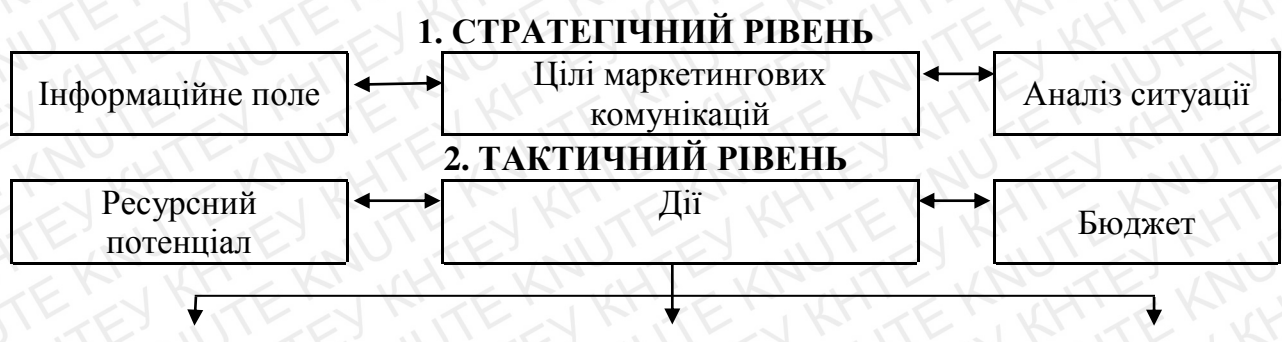 1. СТРАТЕГІЧНИЙ РІВЕНЬ
Інформаційне поле
Цілі маркетингових
комунікацій
Аналіз ситуації
2. ТАКТИЧНИЙ РІВЕНЬ
Ресурсний
потенціал
Дії
Бюджет